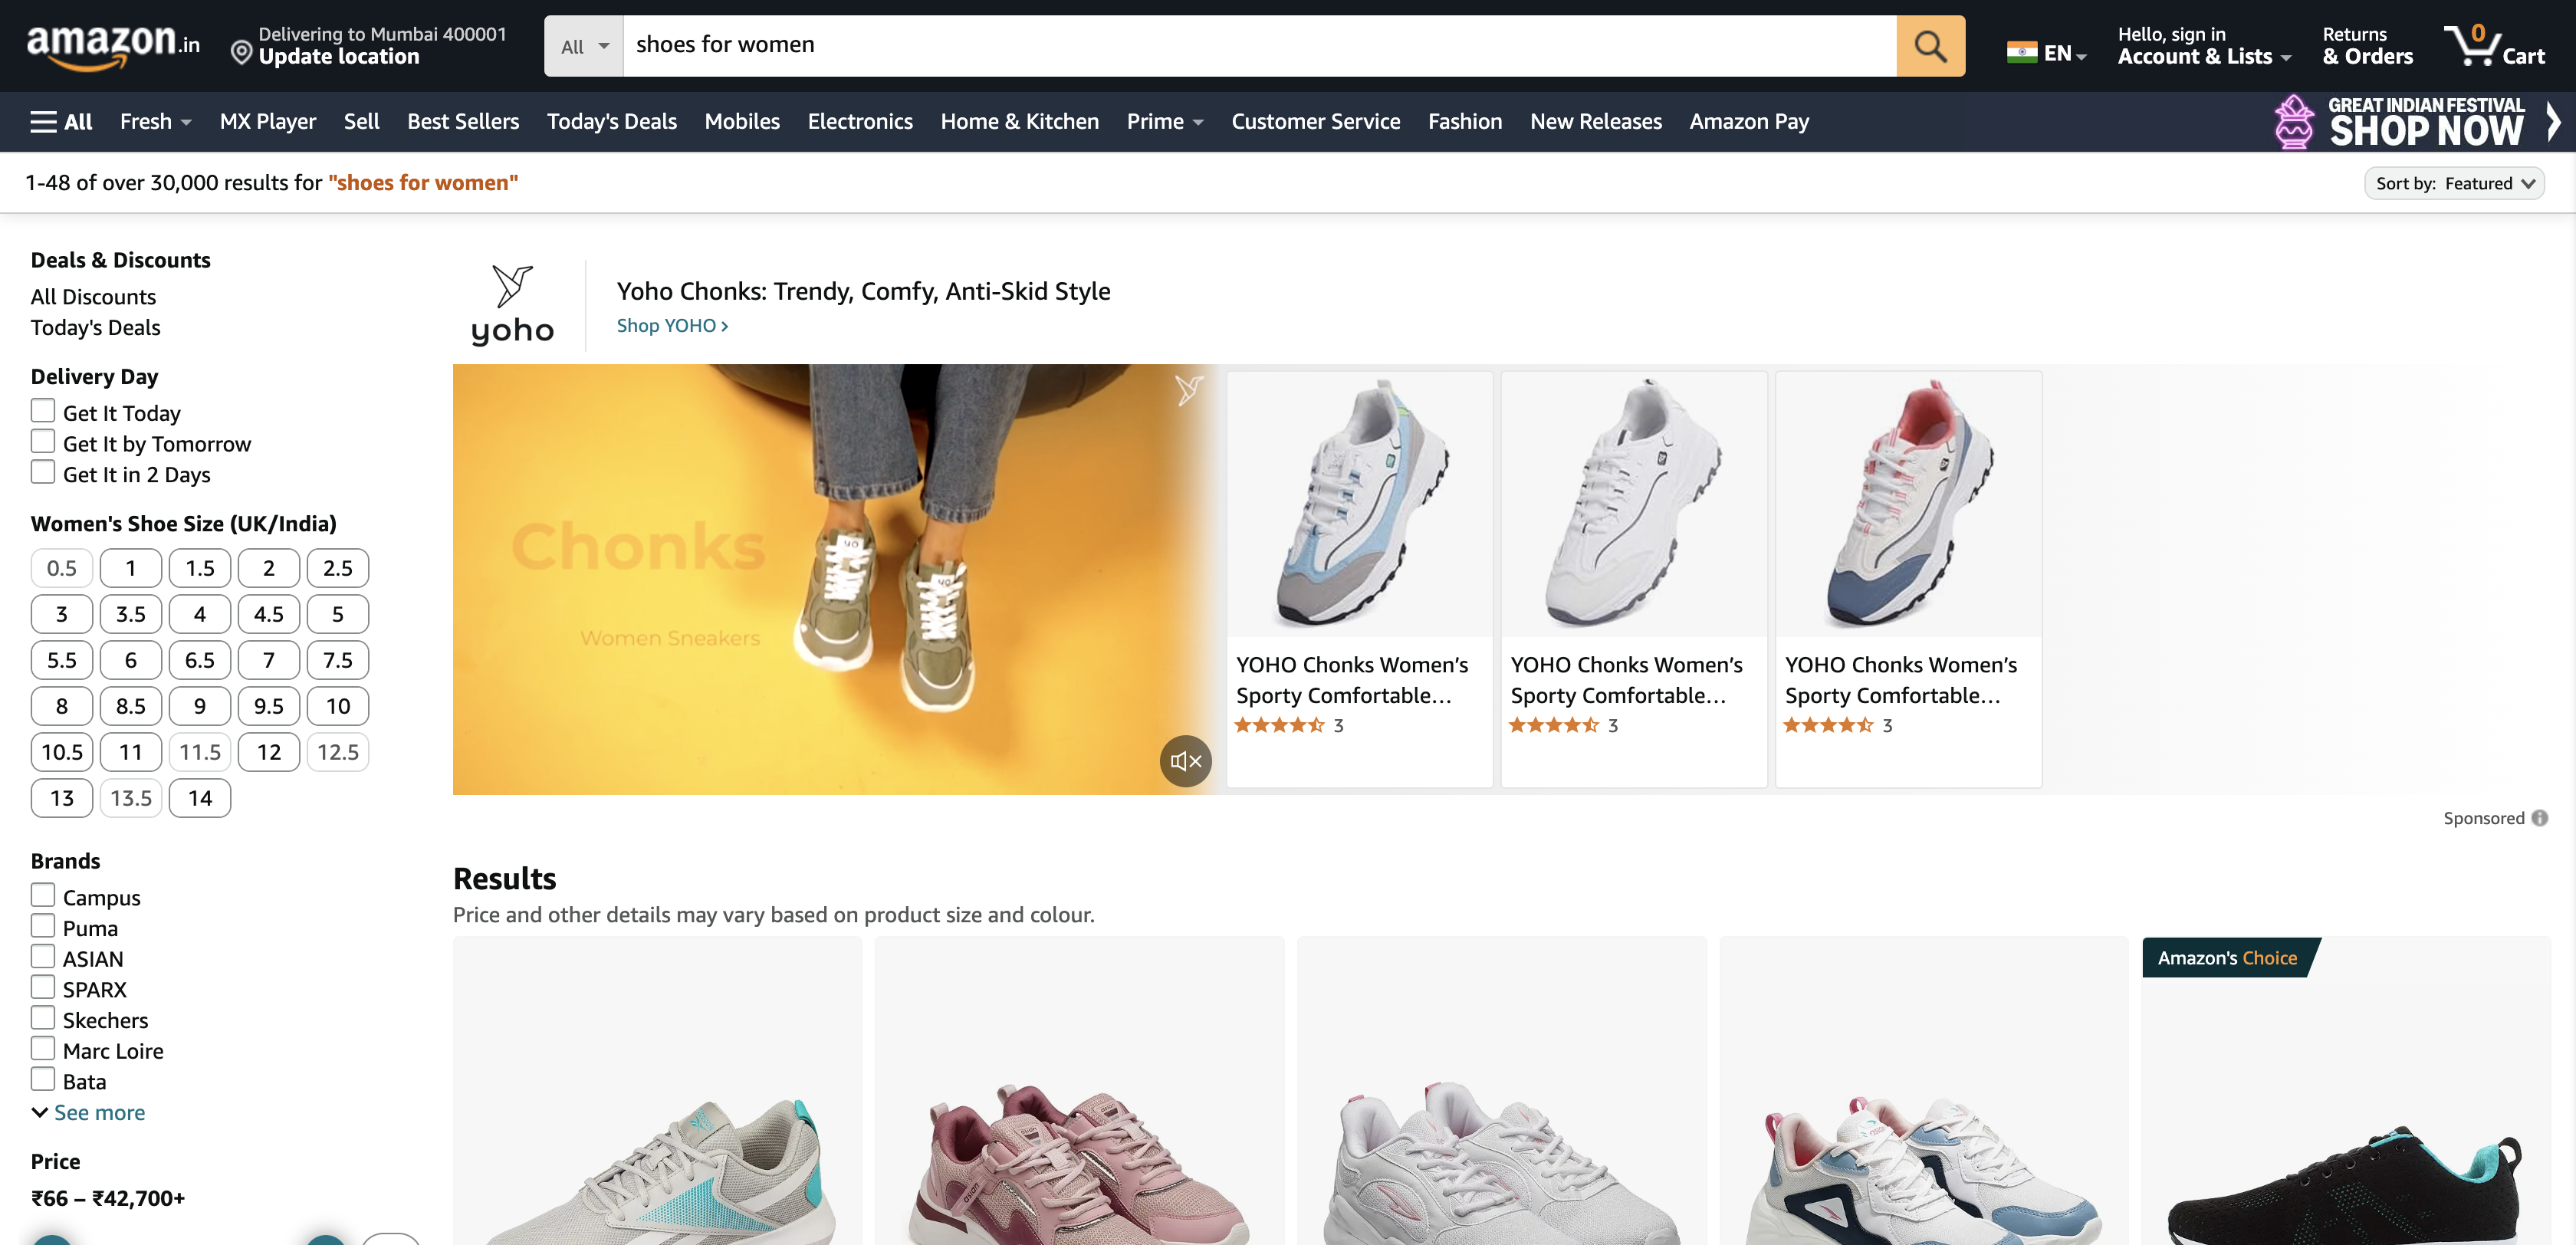 amazon.in
Delivering to Mumbai 400001
Update location
All
shoes for women
EN
Hello, sign in
Account & Lists
Returns
& Orders
0
Cart
All
Fresh
MX Player
Sell
Best Sellers
Today's Deals
Mobiles
Electronics
Home & Kitchen
Prime
Customer Service
Fashion
New Releases
Amazon Pay
GREAT INDIAN FESTIVAL
SHOP NOW
1-48 of over 30,000 results for "shoes for women"
Sort by: Featured
Deals & Discounts
All Discounts
Today's Deals
Delivery Day
Get It Today
Get It by Tomorrow
Get It in 2 Days
Women's Shoe Size (UK/India)
0.5 1 1.5 2 2.5
3 3.5 4 4.5 5
5.5 6 6.5 7 7.5
8 8.5 9 9.5 10
10.5 11 11.5 12 12.5
13 13.5 14
Brands
Campus
Puma
ASIAN
SPARX
Skechers
Marc Loire
Bata
See more
Price
₹66 – ₹42,700+
yoho
Yoho Chonks: Trendy, Comfy, Anti-Skid Style
Shop YOHO ›
Chonks
Women Sneakers
YO
YO
YOHO Chonks Women's
Sporty Comfortable…
3
YOHO Chonks Women's
Sporty Comfortable…
3
YOHO Chonks Women's
Sporty Comfortable…
3
Sponsored
Results
Price and other details may vary based on product size and colour.
asian
asian
asian
Amazon's Choice